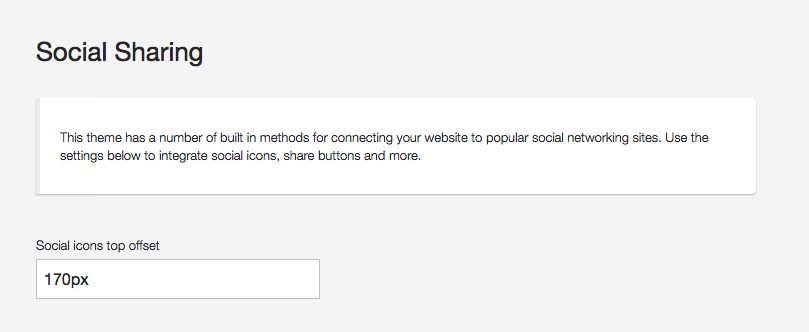 Social Sharing
This theme has a number of built in methods for connecting your website to popular social networking sites. Use the
settings below to integrate social icons, share buttons and more.
Social icons top offset
170px